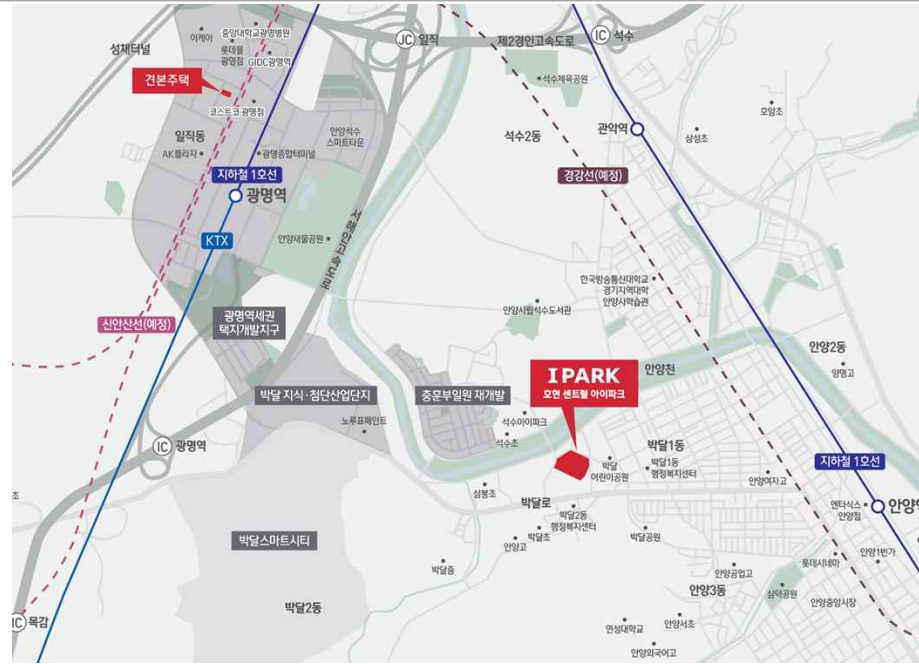 이케아
중앙대학교광명병원
롯데몰
광명점
GIDC광명역
성채터널
견본주택
코스트코 광명점
일직동
AK플라자
광명종합터미널
안양석수
스마트타운
지하철 1호선
광명역
KTX
안양새물공원
서해안고속도로
신안산선(예정)
광명역세권
택지개발지구
JC 일직
제2경인고속도로
IC 석수
석수체육공원
석수2동
관악역
삼성초
호암초
경강선(예정)
한국방송통신대학교
경기지역대학
안양시학습관
안양시립석수도서관
안양2동
양명고
안양천
I PARK
호현 센트럴 아이파크
박달 지식·첨단산업단지
노루표페인트
충훈부일원 재개발
석수아이파크
석수초
IC 광명역
박달1동
박달
어린이공원
박달1동
행정복지센터
지하철 1호선
안양여자고
엔터식스
안양점
안양역
초
삼봉초
박달로
박달2동
행정복지센터
박달초
안양고
박달공원
박달스마트시티
박달중
롯데시네마
안양1번가
안양공업고
안양3동
삼덕공원
안양중앙시장
박달2동
IC 목감
연성대학교
안양서초
안양외국어고